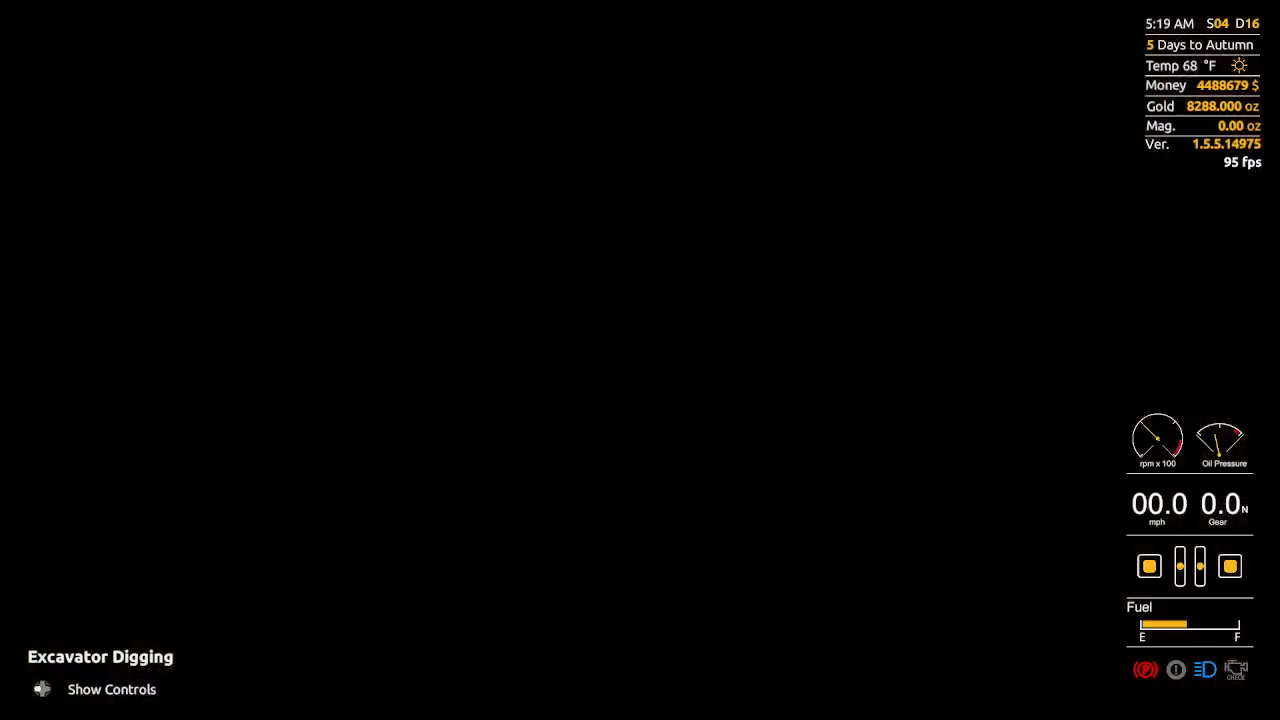 5:19 AM S04 D16
5 Days to Autumn
Temp 68 °F
Money 4488679 $
Gold 8288.000 oz
Mag. 0.00 oz
Ver. 1.5.5.14975
95 fps
rpm x 100 Oil Pressure
00.0 0.0 N
mph Gear
Fuel
E F
Excavator Digging
Show Controls
CHECK